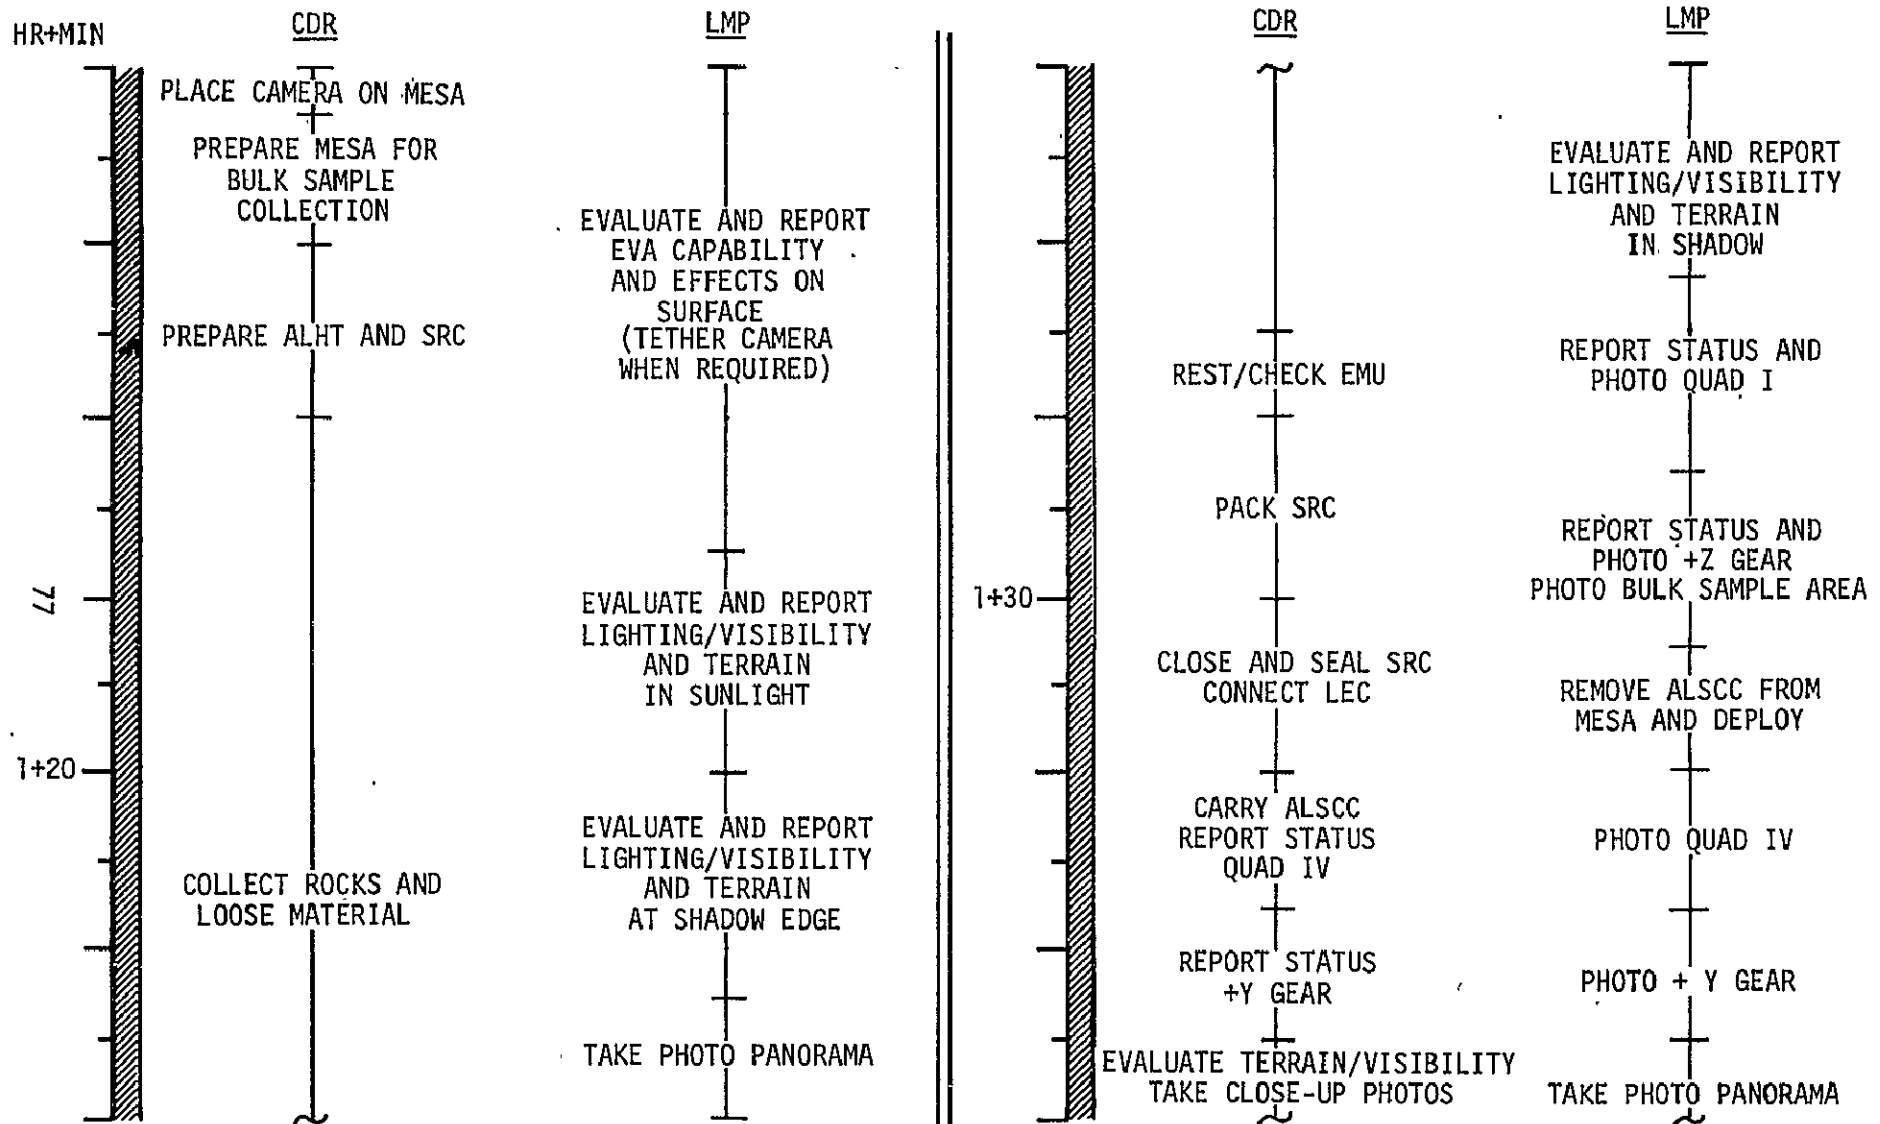 HR+MIN
CDR
PLACE CAMERA ON MESA
PREPARE MESA FOR
BULK SAMPLE
COLLECTION
PREPARE ALHT AND SRC
COLLECT ROCKS AND
LOOSE MATERIAL
LMP
EVALUATE AND REPORT
EVA CAPABILITY
AND EFFECTS ON
SURFACE
(TETHER CAMERA
WHEN REQUIRED)
EVALUATE AND REPORT
LIGHTING/VISIBILITY
AND TERRAIN
IN SUNLIGHT
EVALUATE AND REPORT
LIGHTING/VISIBILITY
AND TERRAIN
AT SHADOW EDGE
TAKE PHOTO PANORAMA
77
1+20
CDR
REST/CHECK EMU
PACK SRC
1+30
CLOSE AND SEAL SRC
CONNECT LEC
CARRY ALSCC
REPORT STATUS
QUAD IV
REPORT STATUS
+Y GEAR
EVALUATE TERRAIN/VISIBILITY
TAKE CLOSE-UP PHOTOS
LMP
EVALUATE AND REPORT
LIGHTING/VISIBILITY
AND TERRAIN
IN SHADOW
REPORT STATUS AND
PHOTO QUAD I
REPORT STATUS AND
PHOTO +Z GEAR
PHOTO BULK SAMPLE AREA
REMOVE ALSCC FROM
MESA AND DEPLOY
PHOTO QUAD IV
PHOTO + Y GEAR
TAKE PHOTO PANORAMA